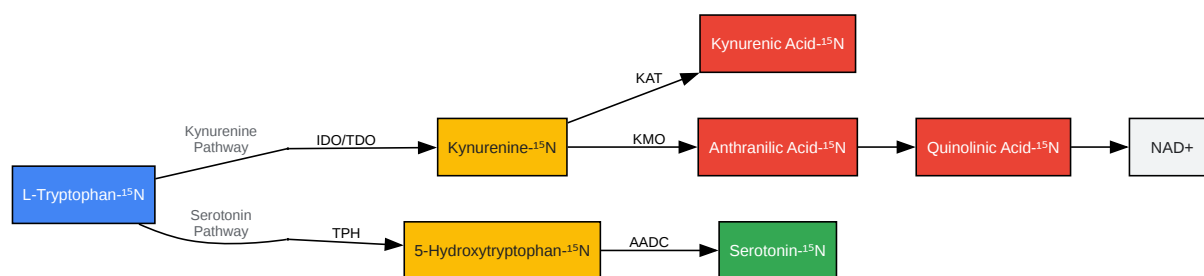 Kynurenic Acid-¹⁵N
KAT
Kynurenine
Pathway
IDO/TDO
Kynurenine-¹⁵N
KMO
Anthranilic Acid-¹⁵N
Quinolinic Acid-¹⁵N
NAD+
L-Tryptophan-¹⁵N
Serotonin
Pathway
TPH
5-Hydroxytryptophan-¹⁵N
AADC
Serotonin-¹⁵N